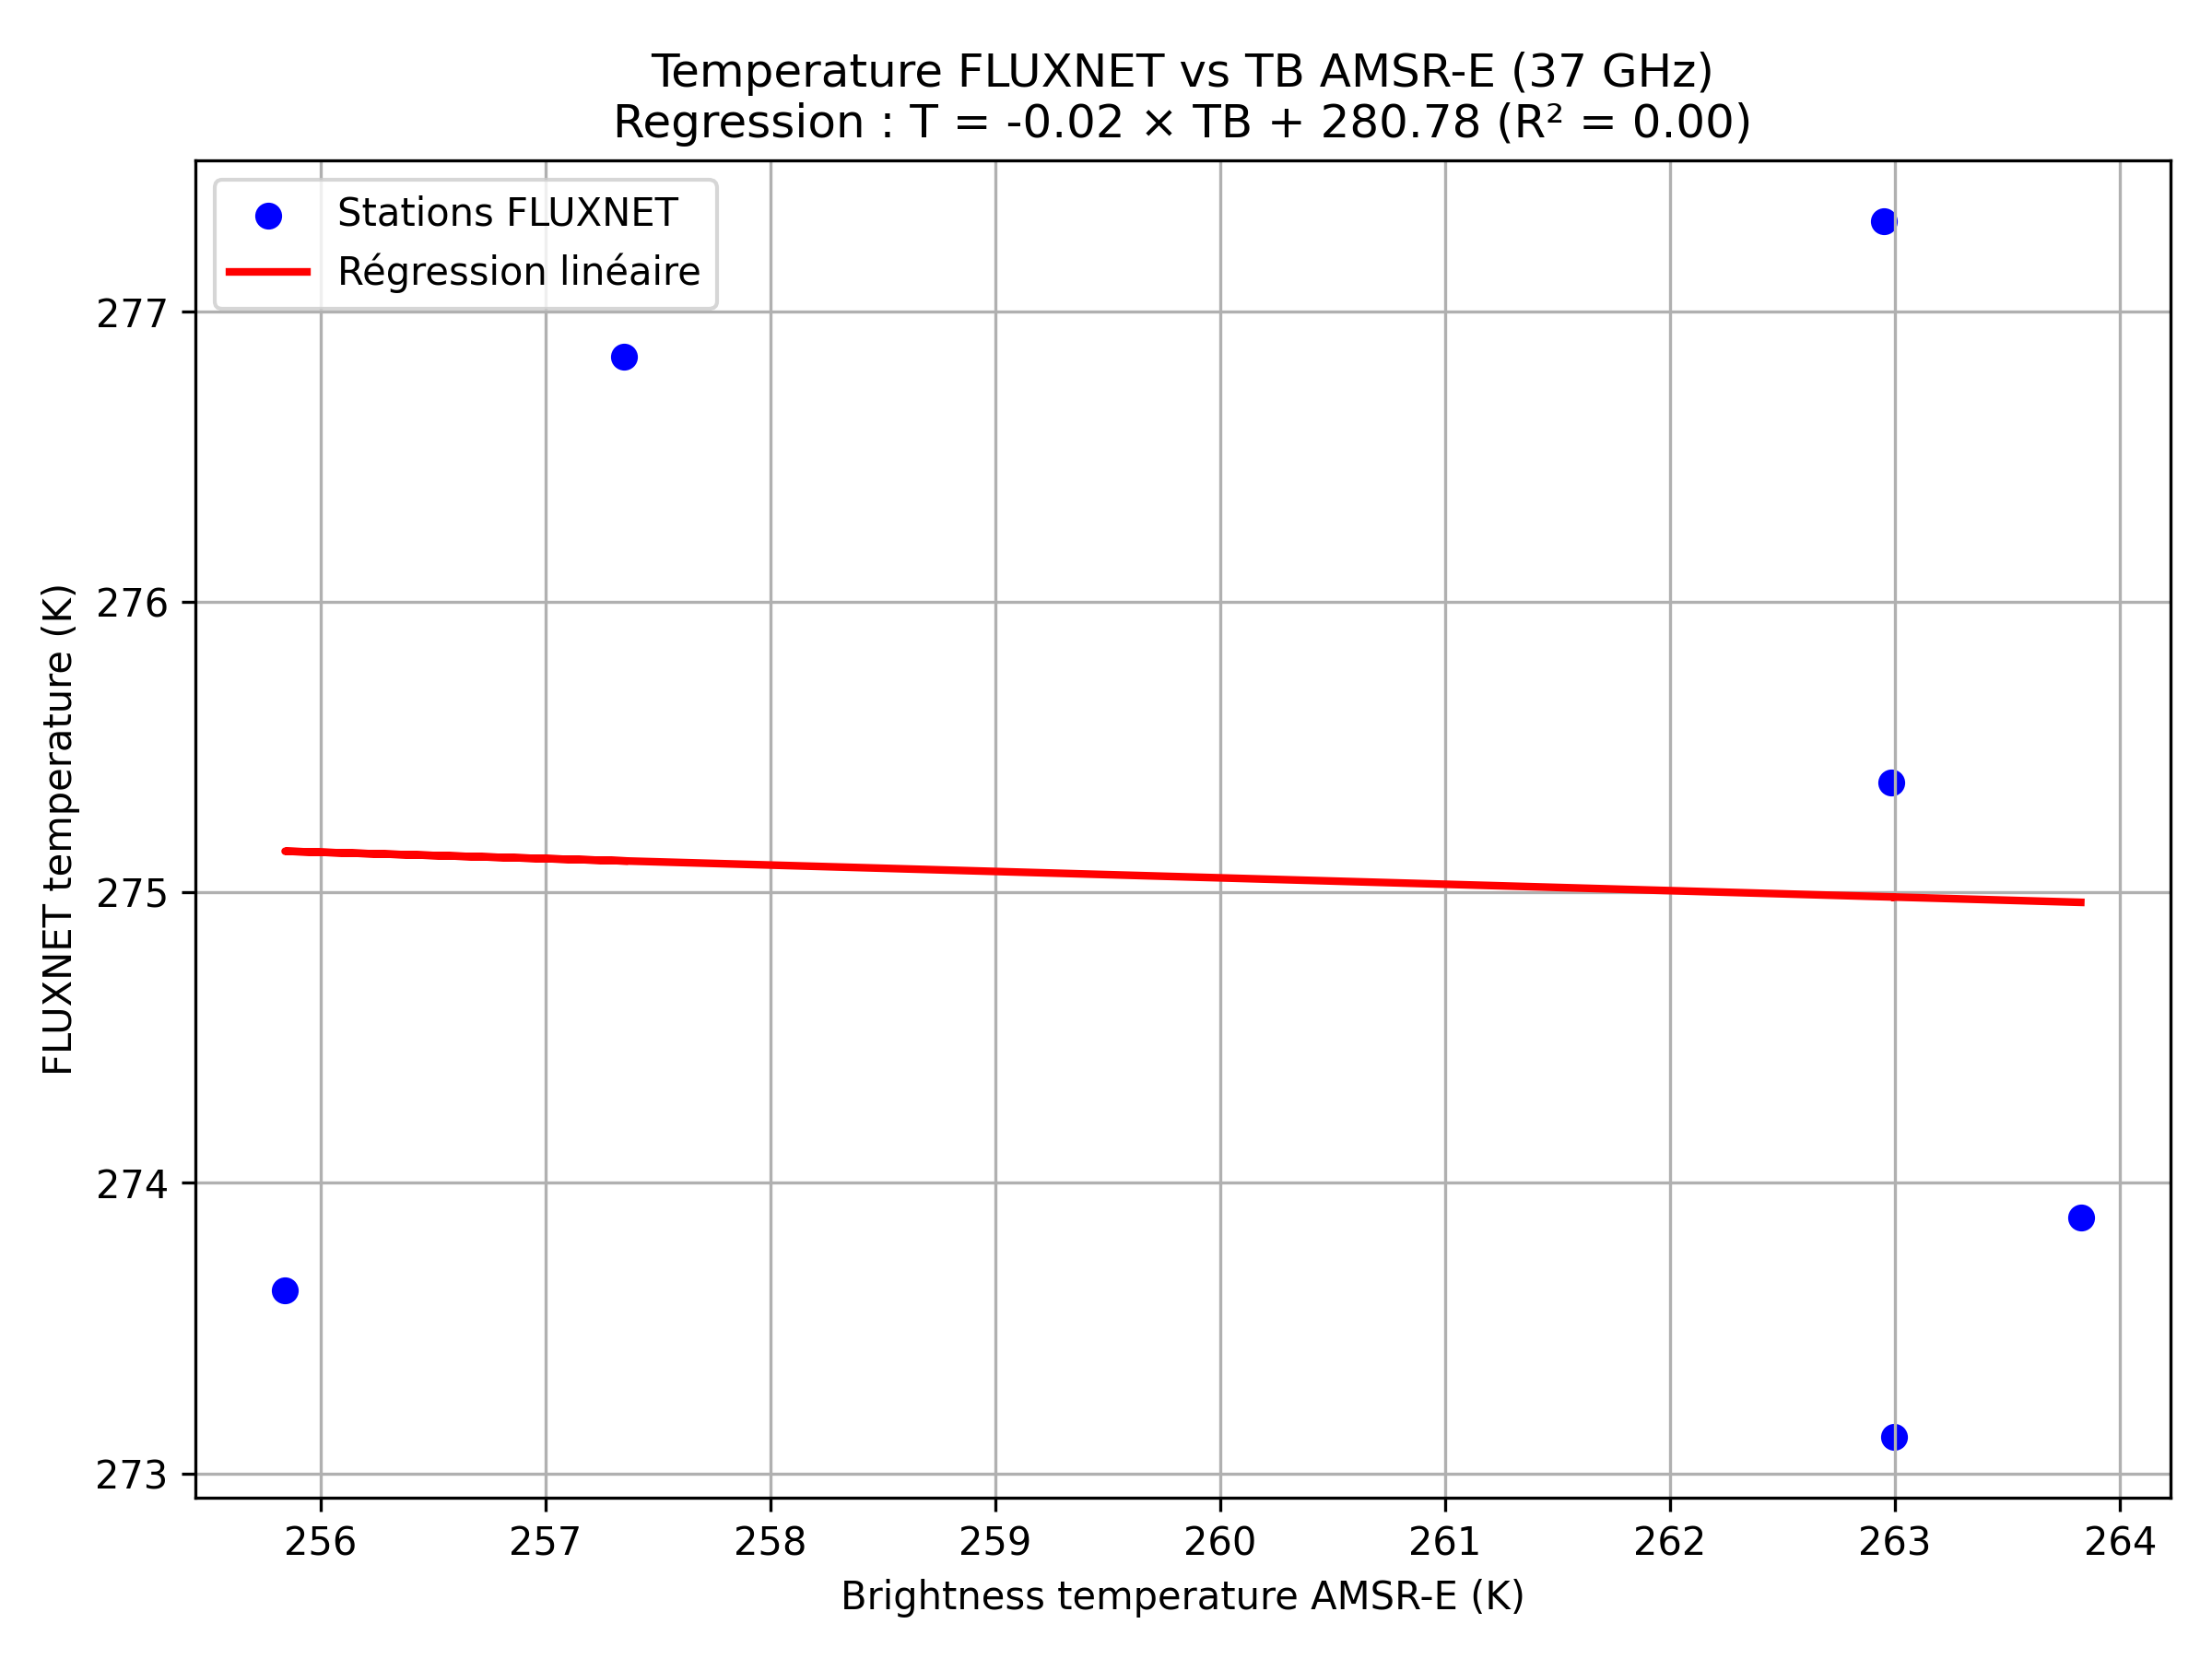 Temperature FLUXNET vs TB AMSR-E (37 GHz)
Regression : T = -0.02 × TB + 280.78 (R² = 0.00)
Stations FLUXNET
Régression linéaire
277
276
275
274
273
FLUXNET temperature (K)
256 257 258 259 260 261 262 263 264
Brightness temperature AMSR-E (K)